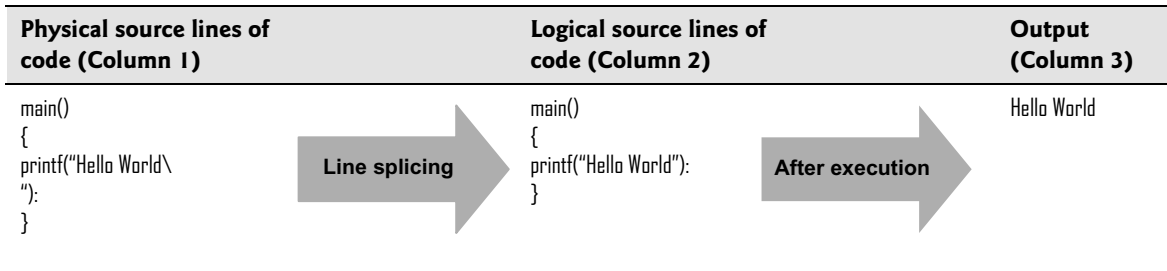 Physical source lines of
code (Column 1)
Logical source lines of
code (Column 2)
Output
(Column 3)
main()
{
printf(“Hello World\
“):
}
Line splicing
main()
{
printf(“Hello World”):
}
After execution
Hello World